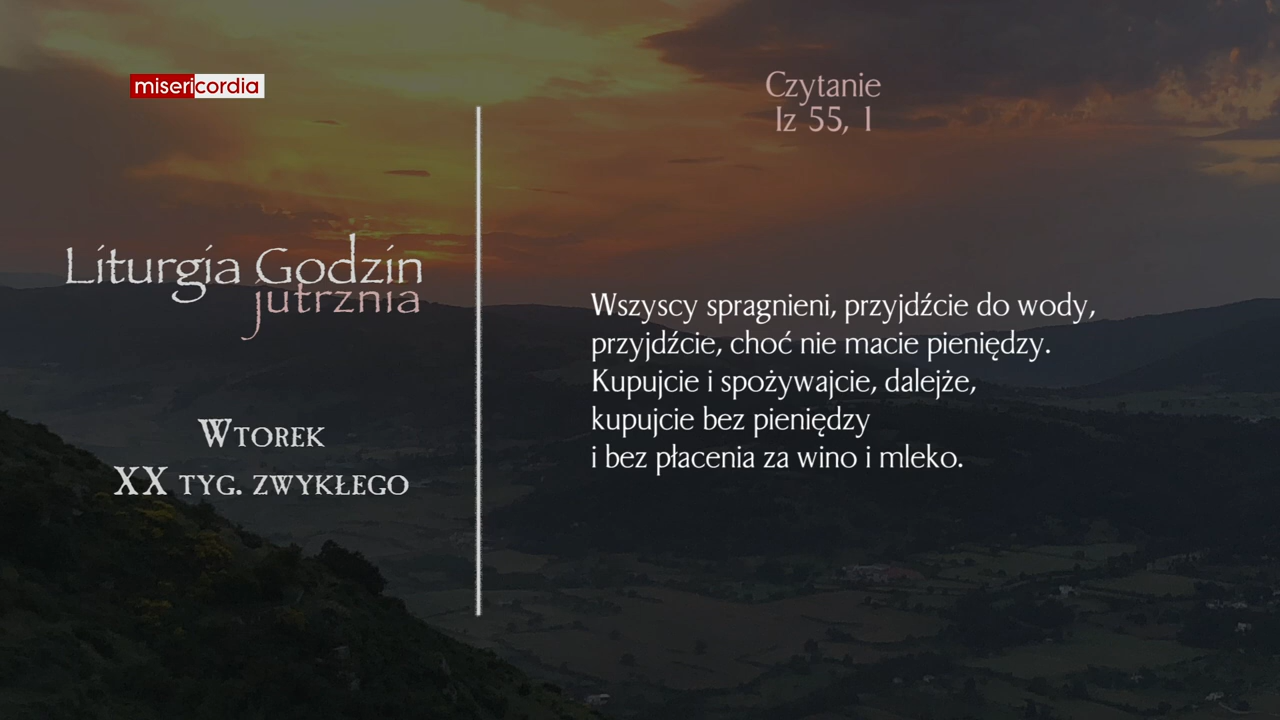 misericordia
Liturgia Godzin
jutrznia
Wtorek
XX tyg. zwykłego
Czytanie
Iz 55, 1
Wszyscy spragnieni, przyjdźcie do wody,
przyjdźcie, choć nie macie pieniędzy.
Kupujcie i spożywajcie, dalejże,
kupujcie bez pieniędzy
i bez płacenia za wino i mleko.